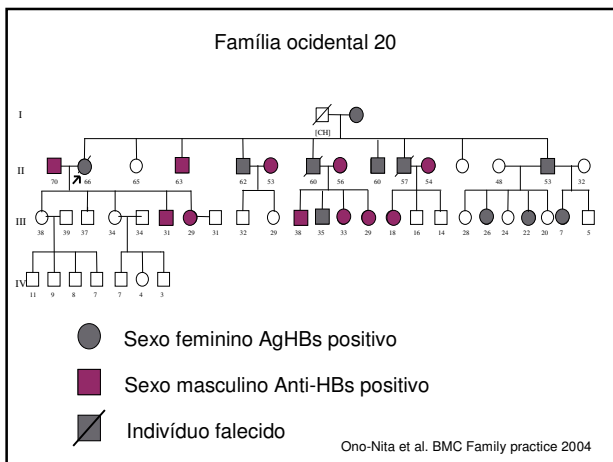 Família ocidental 20
I
[CH]
II
70 66 65 63 62 53 60 56 60 57 54 48 53 32
III
38 39 37 34 34 31 29 31 32 29 38 35 33 29 18 16 14 28 26 24 22 20 7 5
IV
11 9 8 7 7 4 3
Sexo feminino AgHBs positivo
Sexo masculino Anti-HBs positivo
Indivíduo falecido
Ono-Nita et al. BMC Family practice 2004